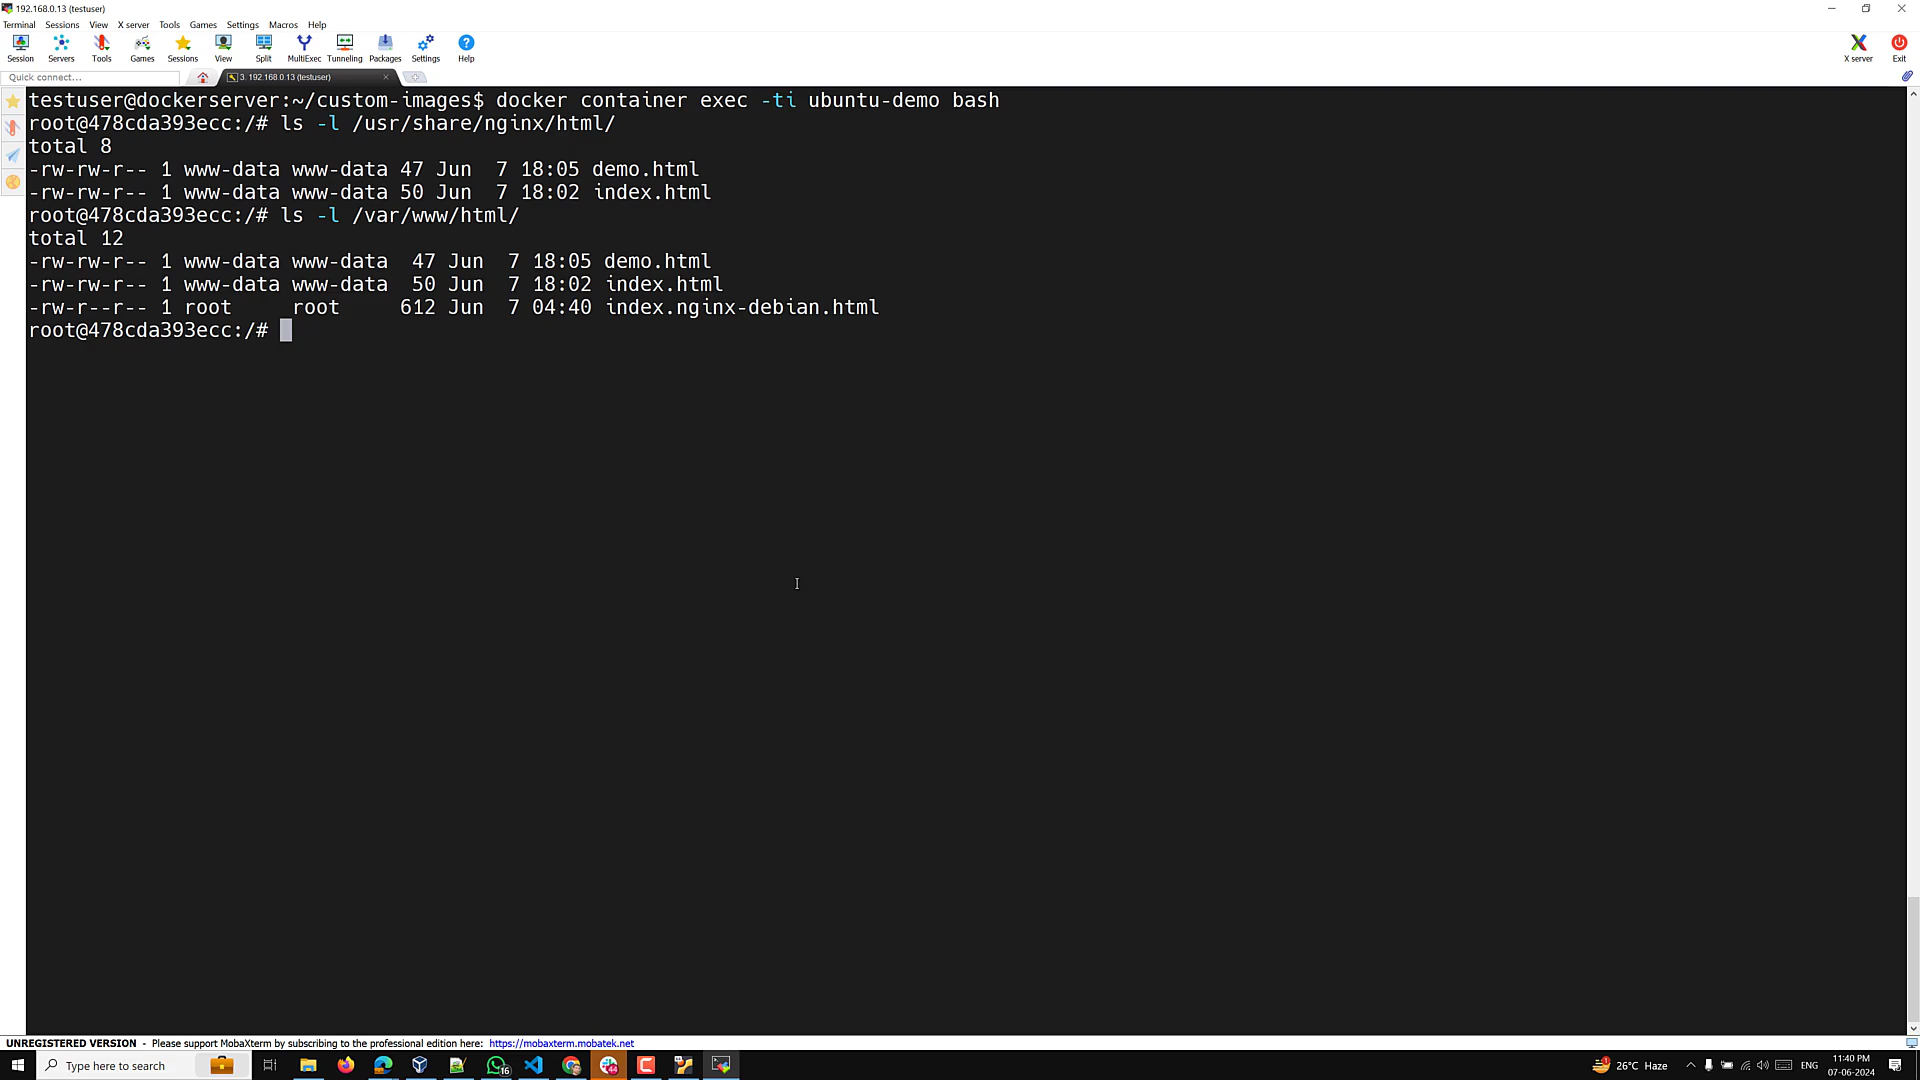 192.168.0.13 (testuser)
Terminal Sessions View X server Tools Games Settings Macros Help
Session Servers Tools Games Sessions View Split MultiExec Tunneling Packages Settings Help X server Exit
Quick connect... 3. 192.168.0.13 (testuser)
testuser@dockerserver:~/custom-images$ docker container exec -ti ubuntu-demo bash
root@478cda393ecc:/# ls -l /usr/share/nginx/html/
total 8
-rw-rw-r-- 1 www-data www-data 47 Jun  7 18:05 demo.html
-rw-rw-r-- 1 www-data www-data 50 Jun  7 18:02 index.html
root@478cda393ecc:/# ls -l /var/www/html/
total 12
-rw-rw-r-- 1 www-data www-data  47 Jun  7 18:05 demo.html
-rw-rw-r-- 1 www-data www-data  50 Jun  7 18:02 index.html
-rw-r--r-- 1 root     root     612 Jun  7 04:40 index.nginx-debian.html
root@478cda393ecc:/#
UNREGISTERED VERSION - Please support MobaXterm by subscribing to the professional edition here: https://mobaxterm.mobatek.net
Type here to search 16 44 26°C Haze ENG 11:40 PM
07-06-2024